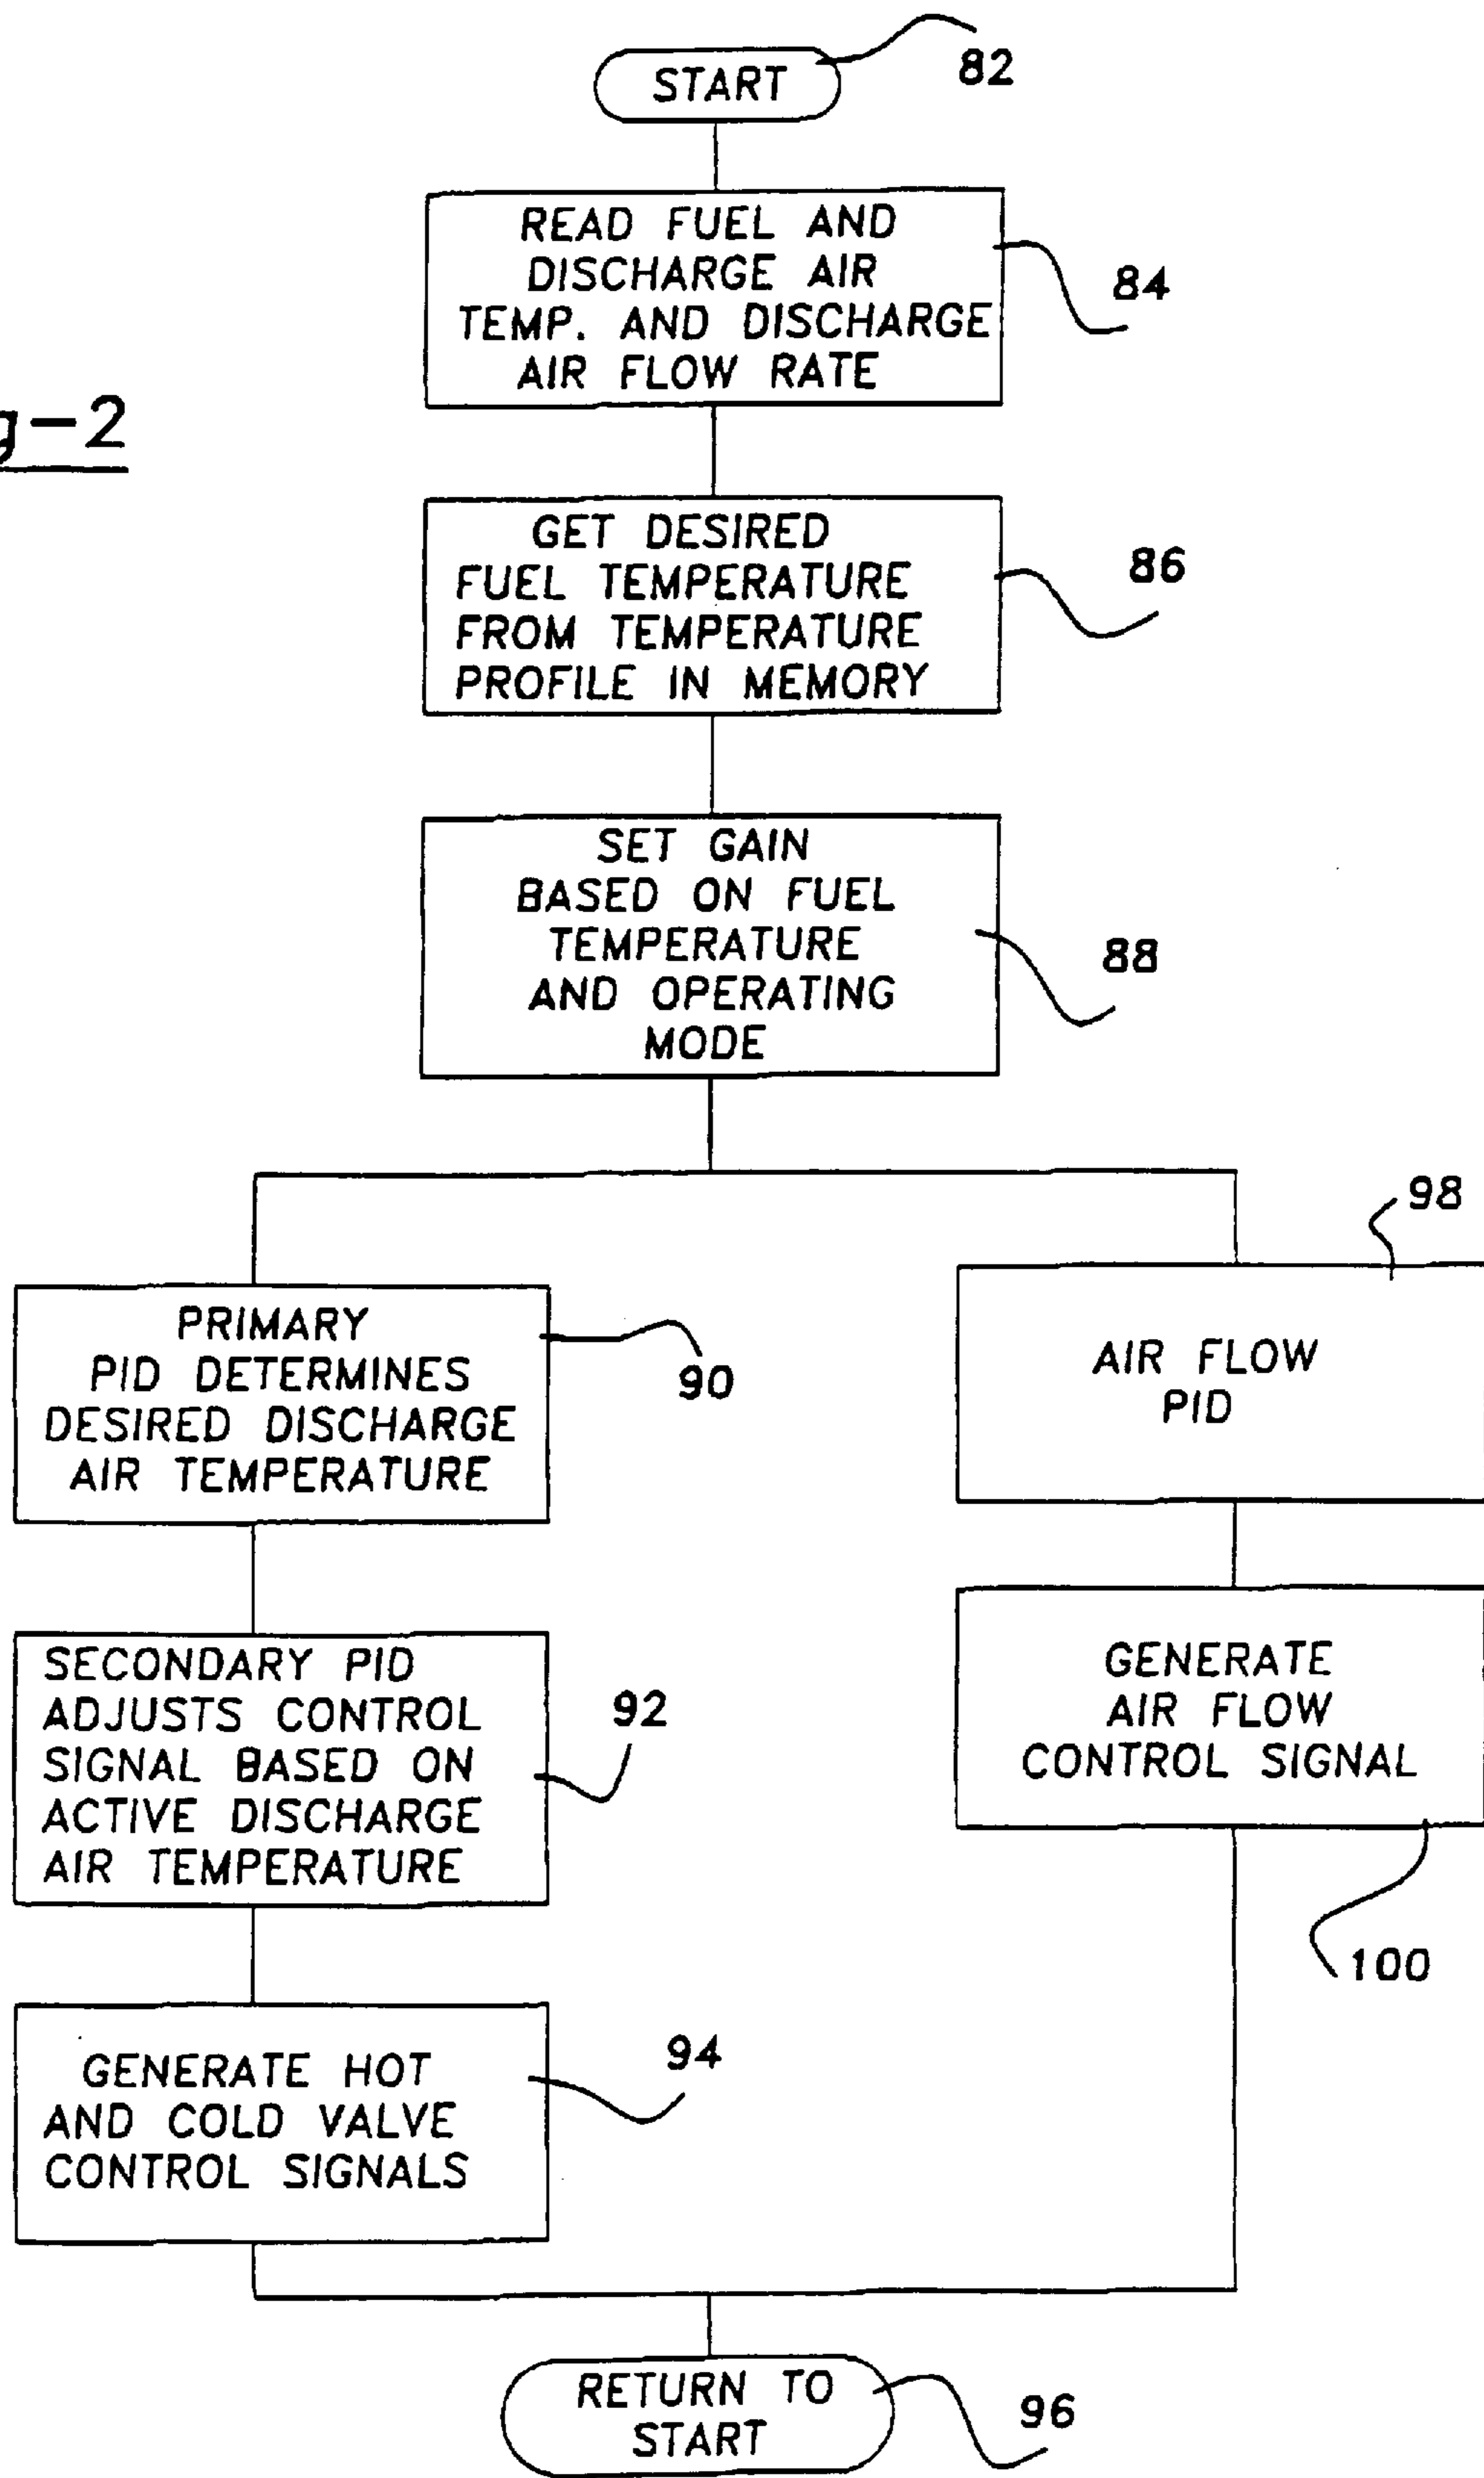 START
82
READ FUEL AND
DISCHARGE AIR
TEMP. AND DISCHARGE
AIR FLOW RATE
84
g-2
GET DESIRED
FUEL TEMPERATURE
FROM TEMPERATURE
PROFILE IN MEMORY
86
SET GAIN
BASED ON FUEL
TEMPERATURE
AND OPERATING
MODE
88
PRIMARY
PID DETERMINES
DESIRED DISCHARGE
AIR TEMPERATURE
90
98
AIR FLOW
PID
SECONDARY PID
ADJUSTS CONTROL
SIGNAL BASED ON
ACTIVE DISCHARGE
AIR TEMPERATURE
92
GENERATE
AIR FLOW
CONTROL SIGNAL
100
GENERATE HOT
AND COLD VALVE
CONTROL SIGNALS
94
RETURN TO
START
96